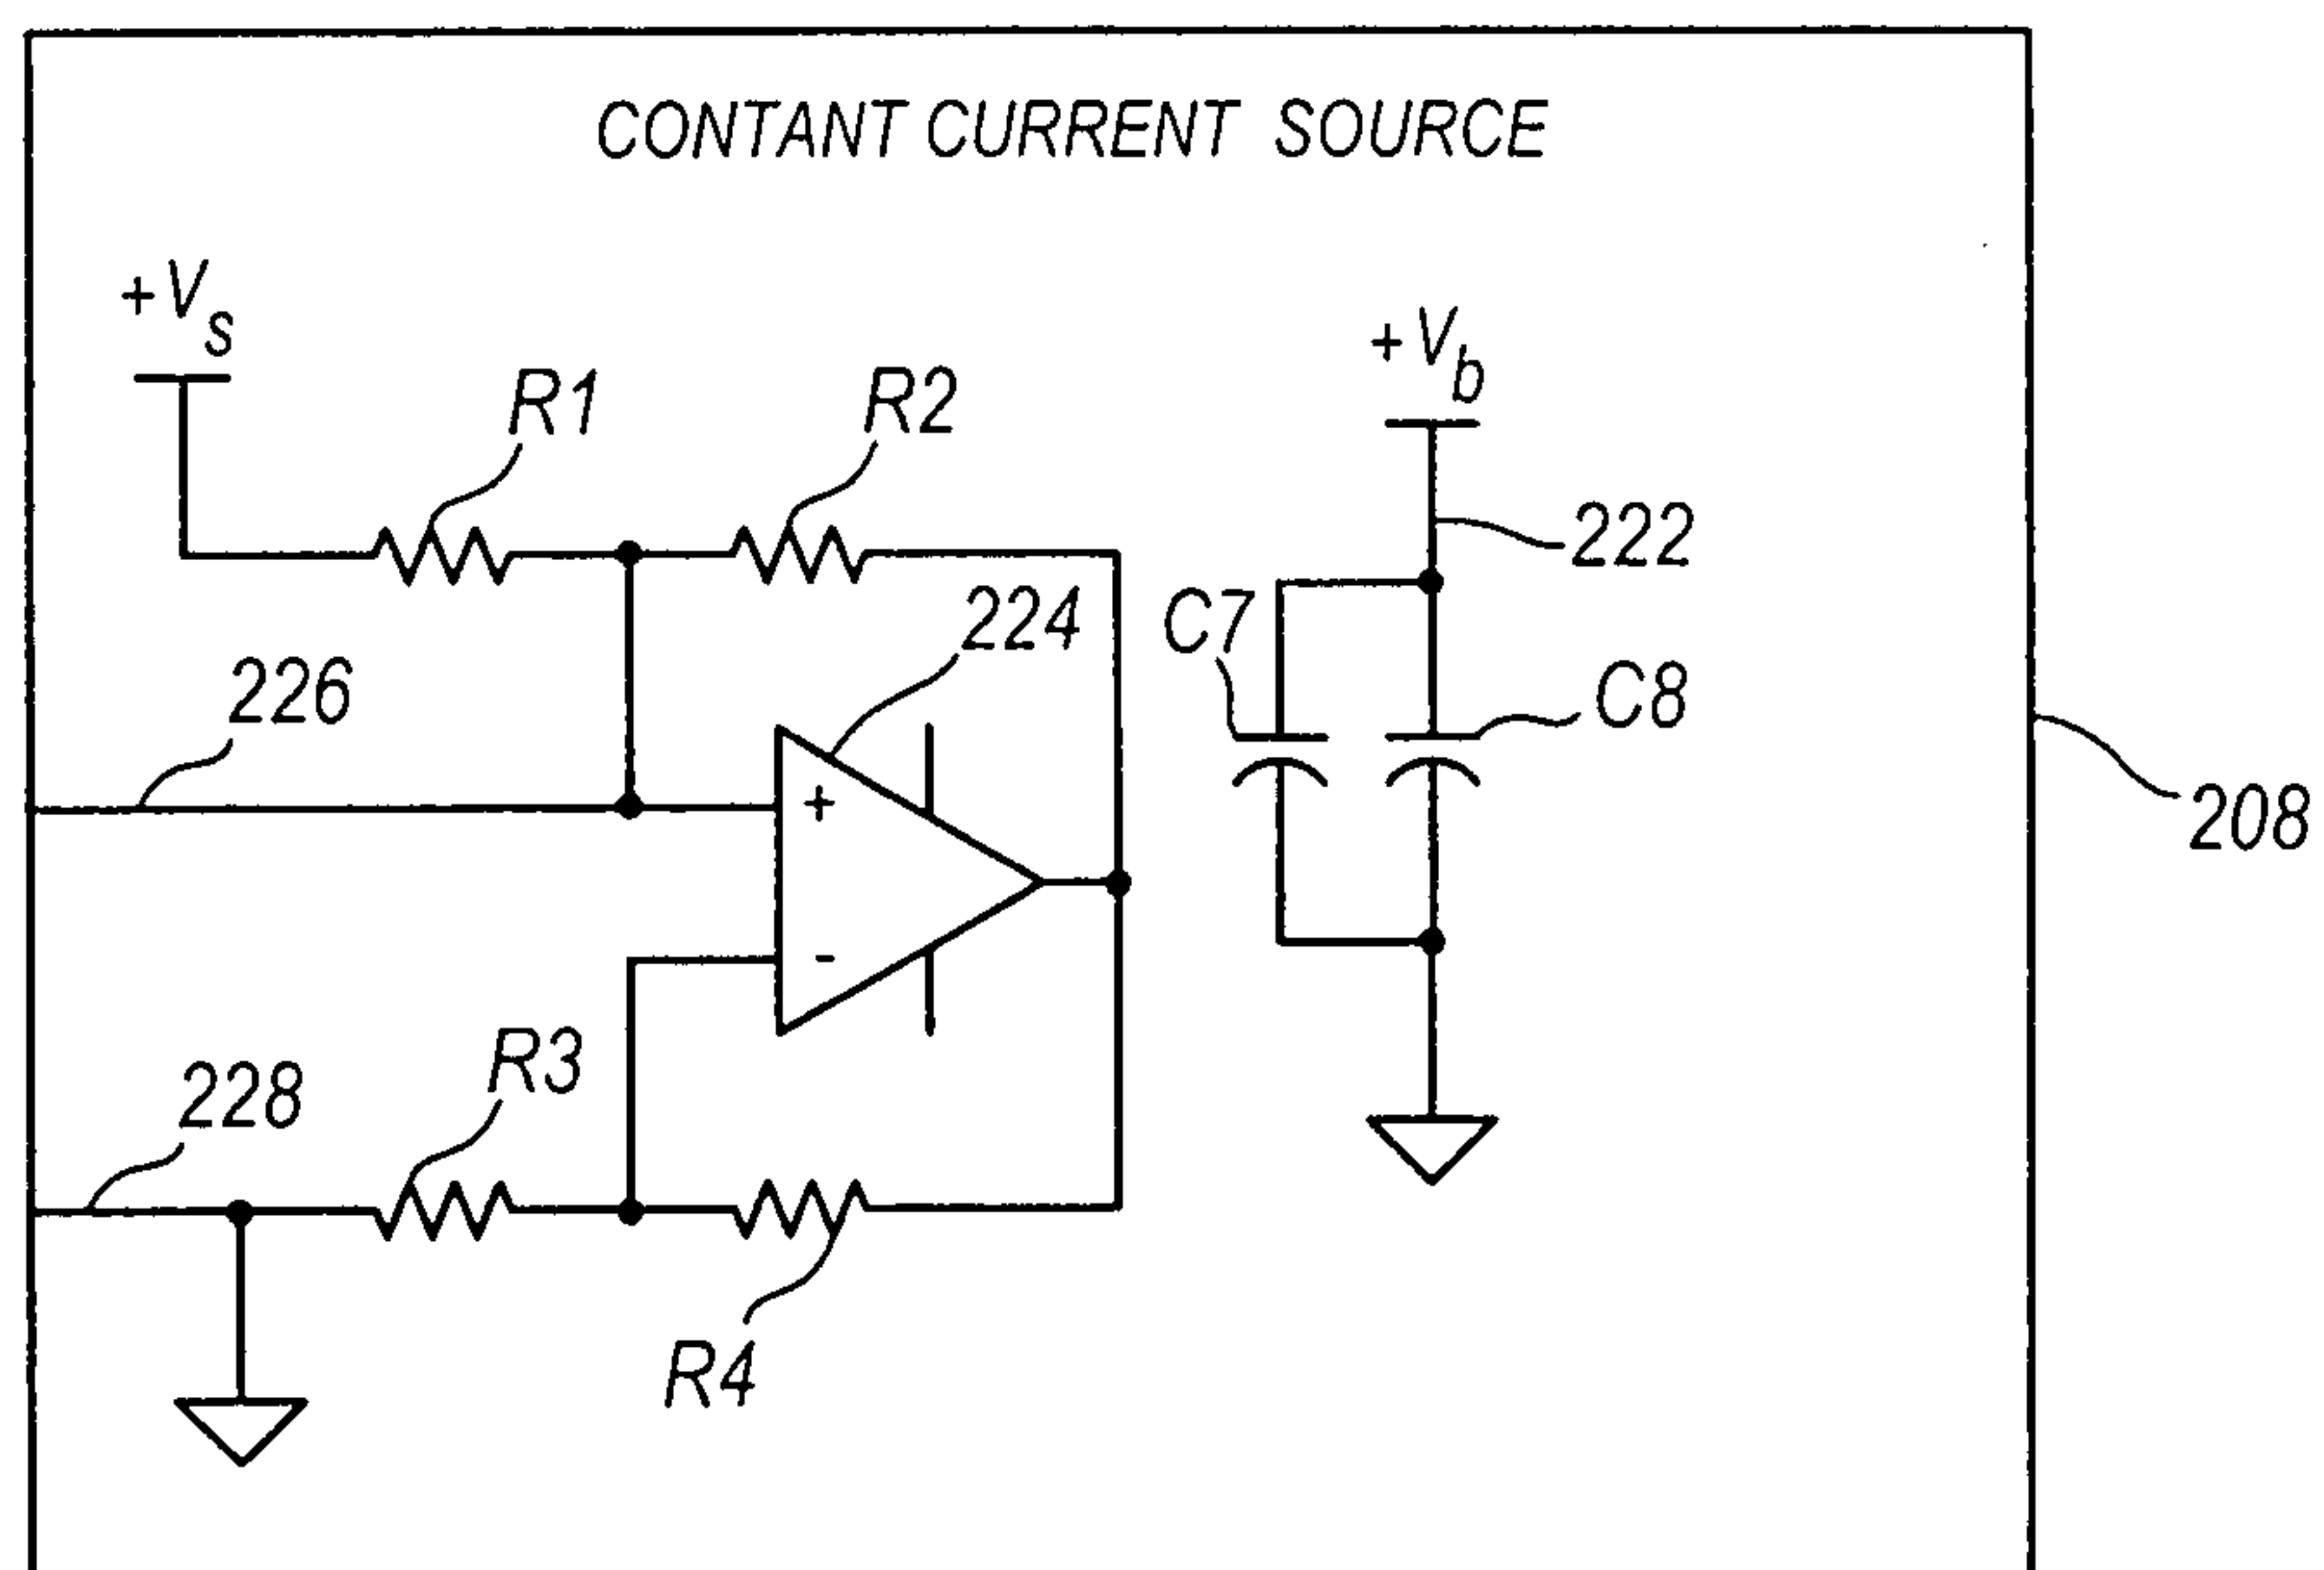 CONTANT CURRENT SOURCE
+Vs
+Vb
R1
R2
222
224
C7
226
C8
208
+
-
R3
228
R4